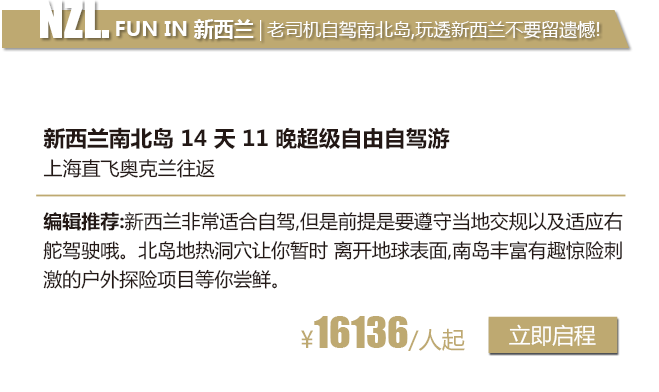 NZL. FUN IN 新西兰|老司机自驾南北岛,玩透新西兰不要留遗憾!
新西兰南北岛 14 天 11 晚超级自由自驾游
上海直飞奥克兰往返
编辑推荐:新西兰非常适合自驾,但是前提是要遵守当地交规以及适应右
舵驾驶哦。北岛地热洞穴让你暂时 离开地球表面,南岛丰富有趣惊险刺
激的户外探险项目等你尝鲜。
¥16136/人起 立即启程